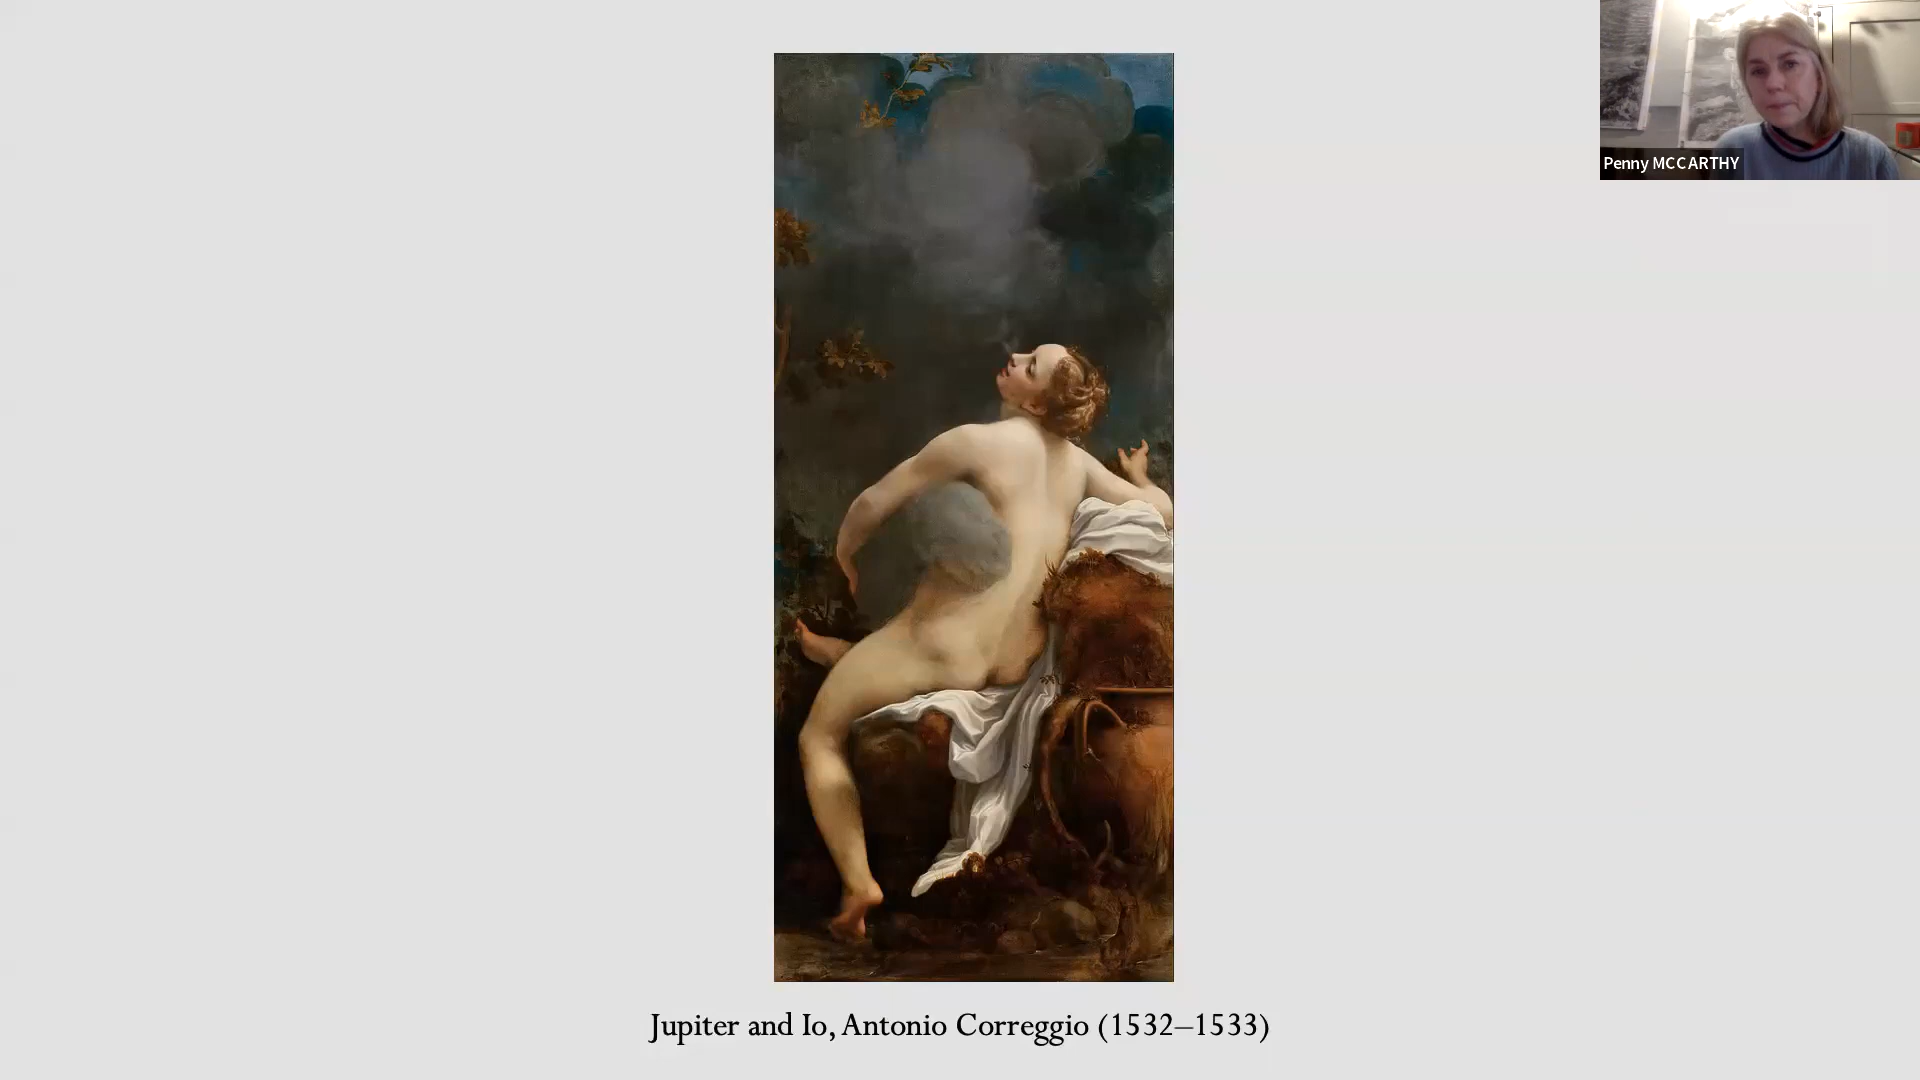 Penny MCCARTHY
Jupiter and Io, Antonio Correggio (1532–1533)